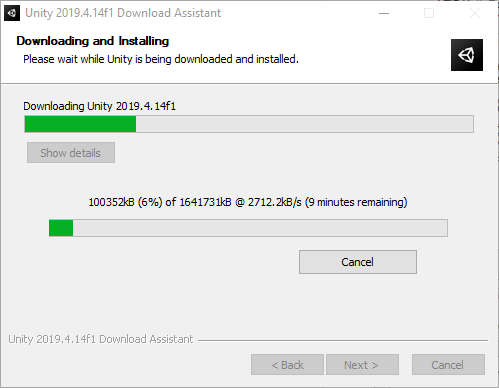 Unity 2019.4.14f1 Download Assistant
Downloading and Installing
Please wait while Unity is being downloaded and installed.
Downloading Unity 2019.4.14f1
Show details
100352kB (6%) of 1641731kB @ 2712.2kB/s (9 minutes remaining)
Cancel
Unity 2019.4.14f1 Download Assistant
< Back
Next >
Cancel